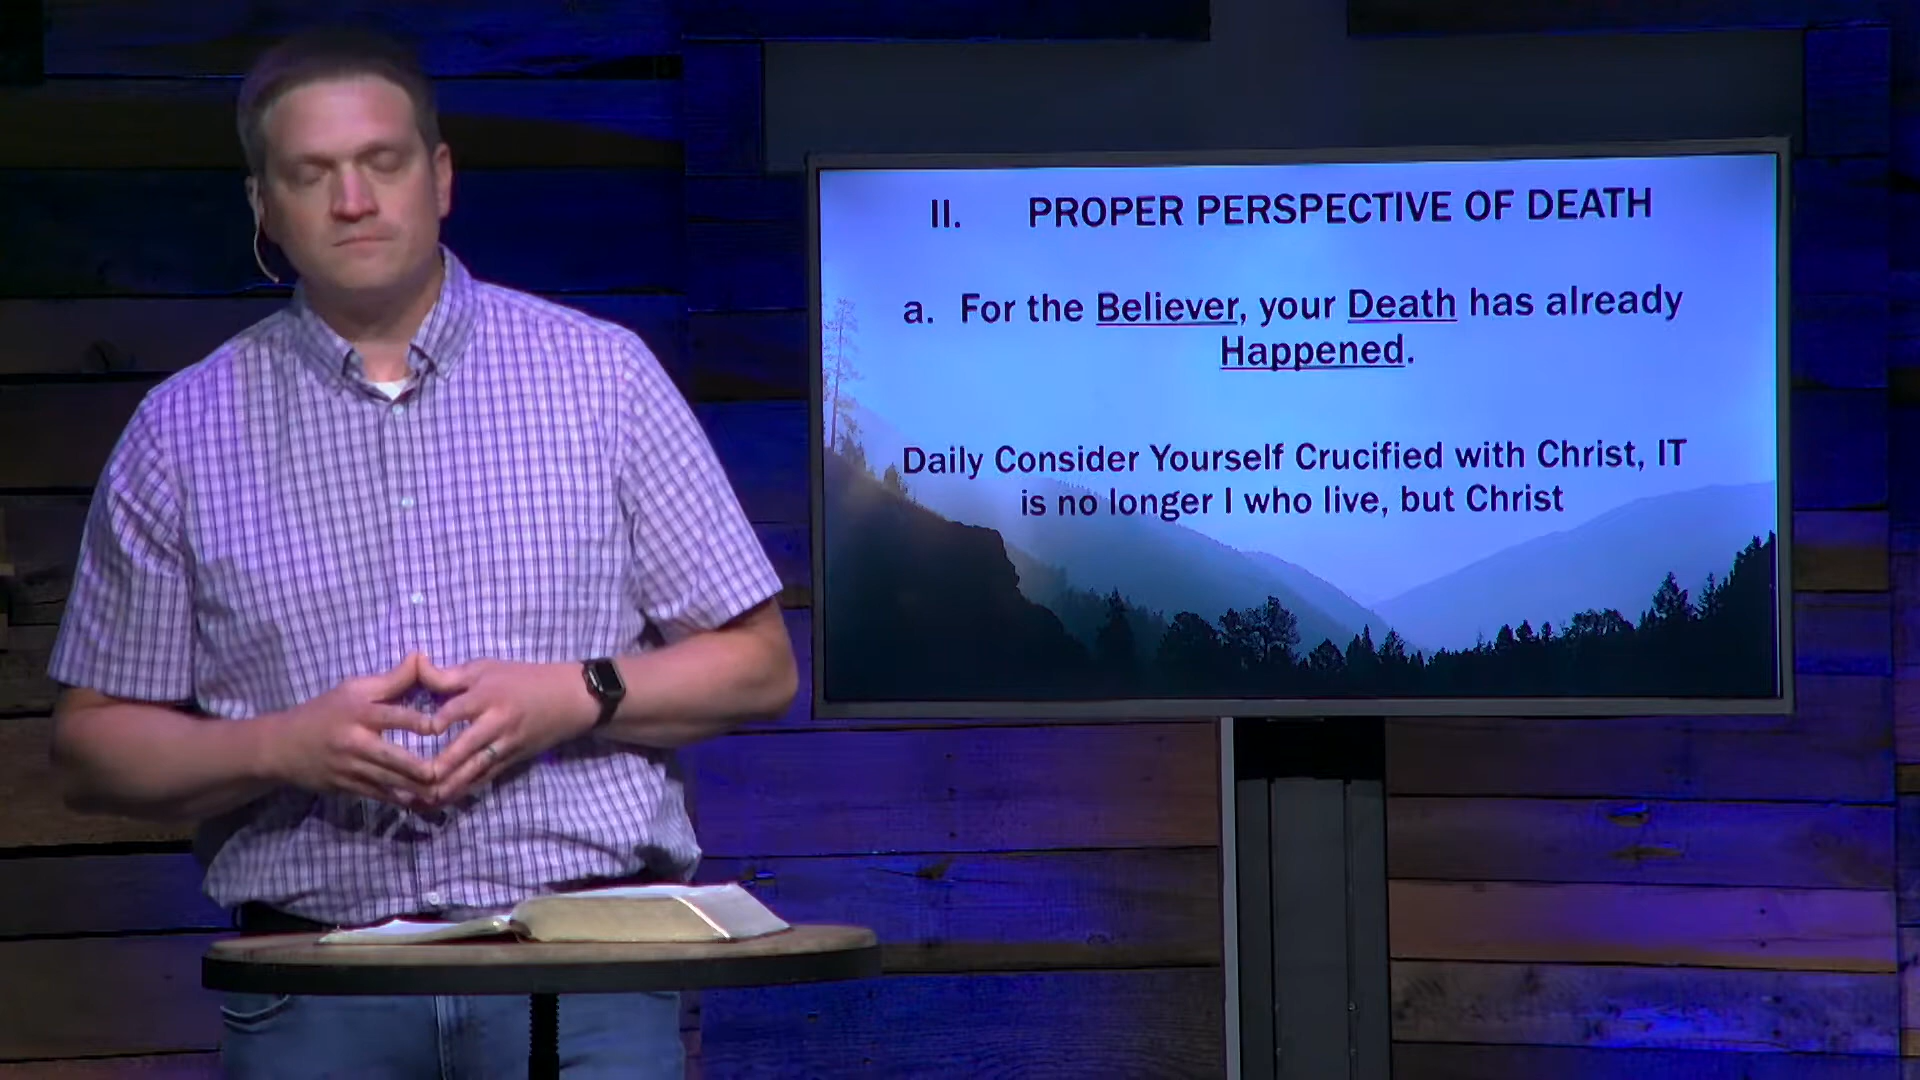 II. PROPER PERSPECTIVE OF DEATH
a. For the Believer, your Death has already
Happened.
Daily Consider Yourself Crucified with Christ, IT
is no longer I who live, but Christ